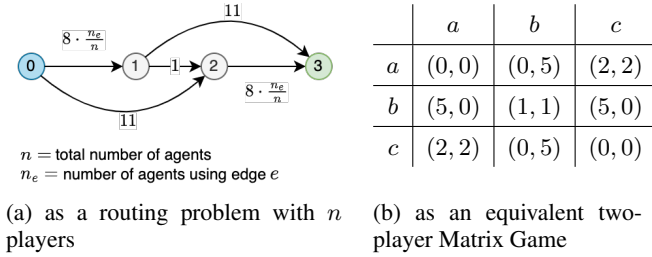 11
8 · n_e/n
0
1
1
2
3
11
8 · n_e/n
n = total number of agents
n_e = number of agents using edge e
(a) as a routing problem with n
players
a b c
a (0, 0) (0, 5) (2, 2)
b (5, 0) (1, 1) (5, 0)
c (2, 2) (0, 5) (0, 0)
(b) as an equivalent two-
player Matrix Game